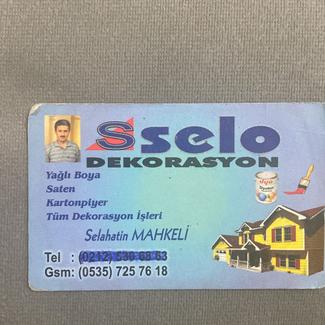 Sselo
DEKORASYON
Yağlı Boya
Saten
Kartonpiyer
Tüm Dekorasyon İşleri
Selahatin MAHKELİ
Tel : (0212)
Gsm: (0535) 725 76 18